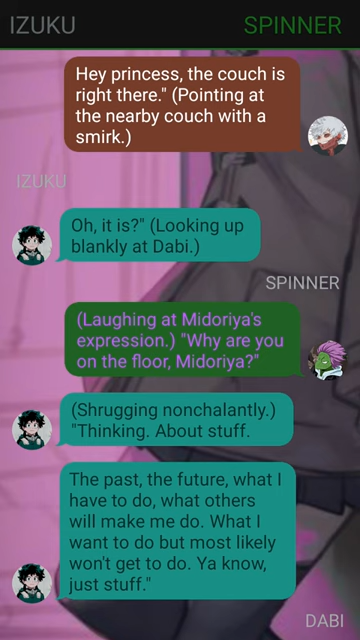 IZUKU
SPINNER
Hey princess, the couch is
right there." (Pointing at
the nearby couch with a
smirk.)
IZUKU
Oh, it is?" (Looking up
blankly at Dabi.)
SPINNER
(Laughing at Midoriya's
expression.) "Why are you
on the floor, Midoriya?"
(Shrugging nonchalantly.)
"Thinking. About stuff.
The past, the future, what I
have to do, what others
will make me do. What I
want to do but most likely
won't get to do. Ya know,
just stuff."
DABI